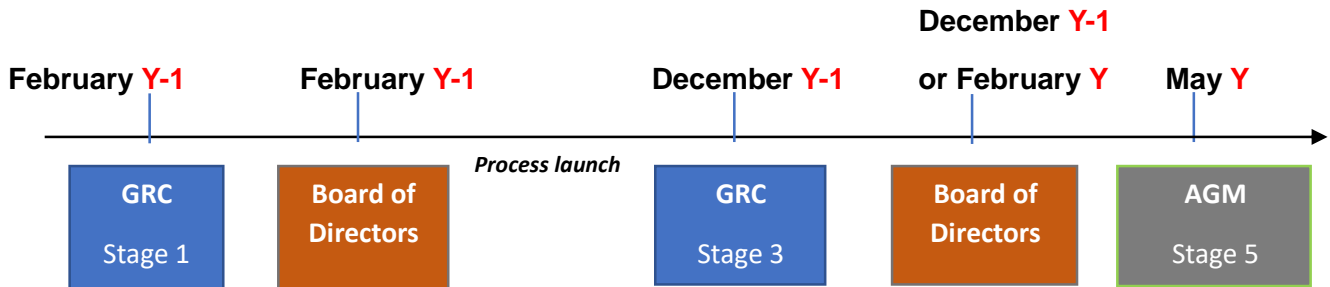 December Y-1
February Y-1
February Y-1
December Y-1
or February Y
May Y
Process launch
GRC
Stage 1
Board of
Directors
GRC
Stage 3
Board of
Directors
AGM
Stage 5